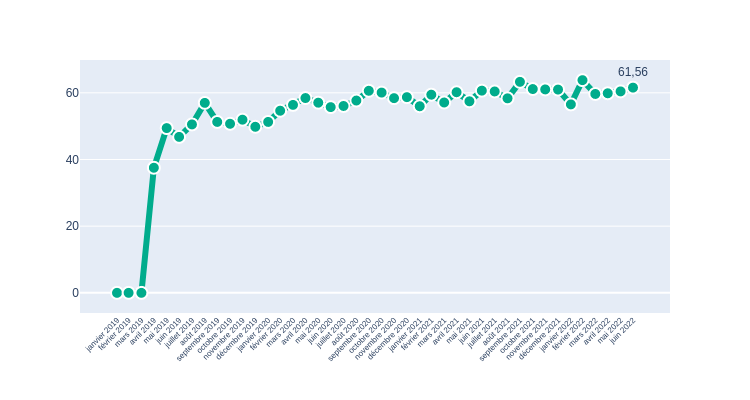 61,56
60
40
20
0
janvier 2019
février 2019
mars 2019
avril 2019
mai 2019
juin 2019
juillet 2019
août 2019
septembre 2019
octobre 2019
novembre 2019
décembre 2019
janvier 2020
février 2020
mars 2020
avril 2020
mai 2020
juin 2020
juillet 2020
août 2020
septembre 2020
octobre 2020
novembre 2020
décembre 2020
janvier 2021
février 2021
mars 2021
avril 2021
mai 2021
juin 2021
juillet 2021
août 2021
septembre 2021
octobre 2021
novembre 2021
décembre 2021
janvier 2022
février 2022
mars 2022
avril 2022
mai 2022
juin 2022